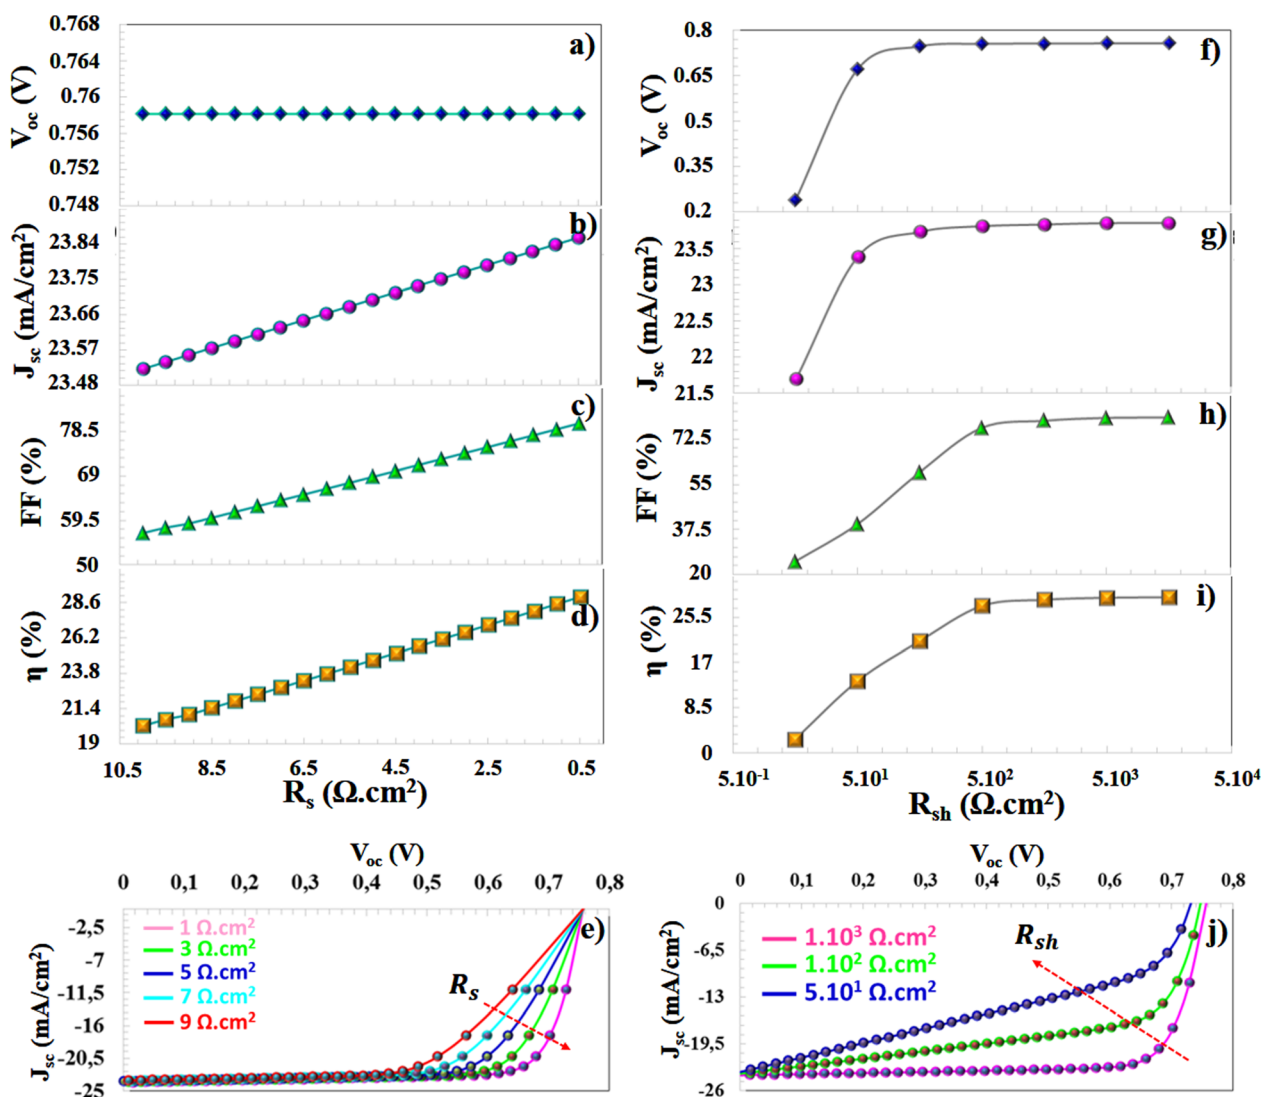 0.768
0.764
0.76
0.756
0.752
0.748
Voc (V)
a)
23.84
23.75
23.66
23.57
23.48
Jsc (mA/cm²)
b)
78.5
69
59.5
50
FF (%)
c)
28.6
26.2
23.8
21.4
19
η (%)
d)
10.5 8.5 6.5 4.5 2.5 0.5
Rs (Ω.cm²)
0.8
0.65
0.5
0.35
0.2
Voc (V)
f)
23.5
23
22.5
22
21.5
Jsc (mA/cm²)
g)
72.5
55
37.5
20
FF (%)
h)
25.5
17
8.5
0
η (%)
i)
5.10⁻¹ 5.10¹ 5.10² 5.10³ 5.10⁴
Rsh (Ω.cm²)
Voc (V)
0 0,1 0,2 0,3 0,4 0,5 0,6 0,7 0,8
-2.5
-7
-11.5
-16
-20.5
-25
Jsc (mA/cm²)
e)
1 Ω.cm²
3 Ω.cm²
5 Ω.cm²
7 Ω.cm²
9 Ω.cm²
Rs
Voc (V)
0 0,1 0,2 0,3 0,4 0,5 0,6 0,7 0,8
0
-6.5
-13
-19.5
-26
Jsc (mA/cm²)
j)
1.10³ Ω.cm²
1.10² Ω.cm²
5.10¹ Ω.cm²
Rsh